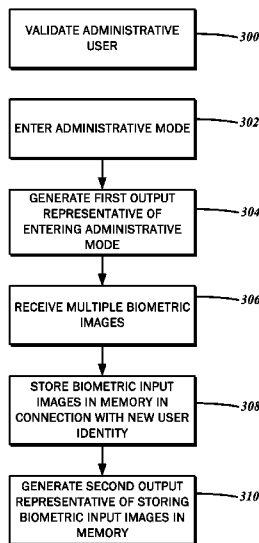 VALIDATE ADMINISTRATIVE
USER
300
ENTER ADMINISTRATIVE MODE
302
GENERATE FIRST OUTPUT
REPRESENTATIVE OF
ENTERING ADMINISTRATIVE
MODE
304
RECEIVE MULTIPLE BIOMETRIC
IMAGES
306
STORE BIOMETRIC INPUT
IMAGES IN MEMORY IN
CONNECTION WITH NEW USER
IDENTITY
308
GENERATE SECOND OUTPUT
REPRESENTATIVE OF STORING
BIOMETRIC INPUT IMAGES IN
MEMORY
310